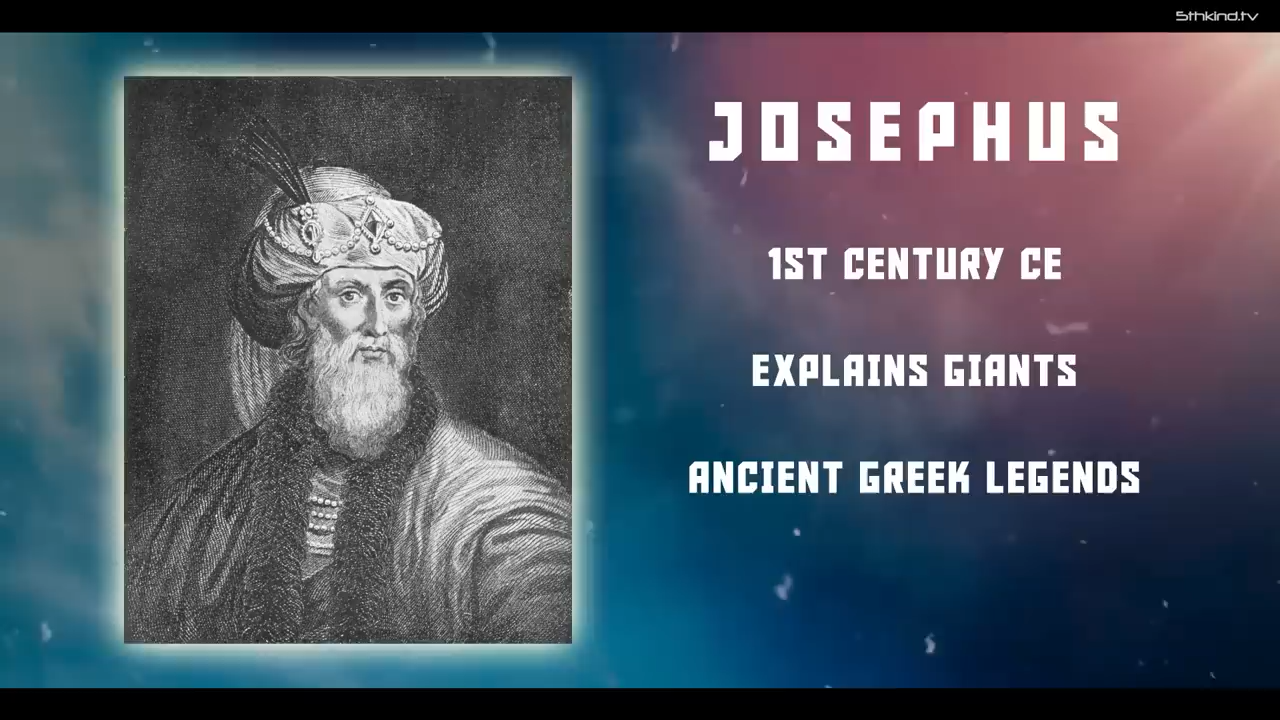 5thkind.tv
JOSEPHUS
1ST CENTURY CE
EXPLAINS GIANTS
ANCIENT GREEK LEGENDS